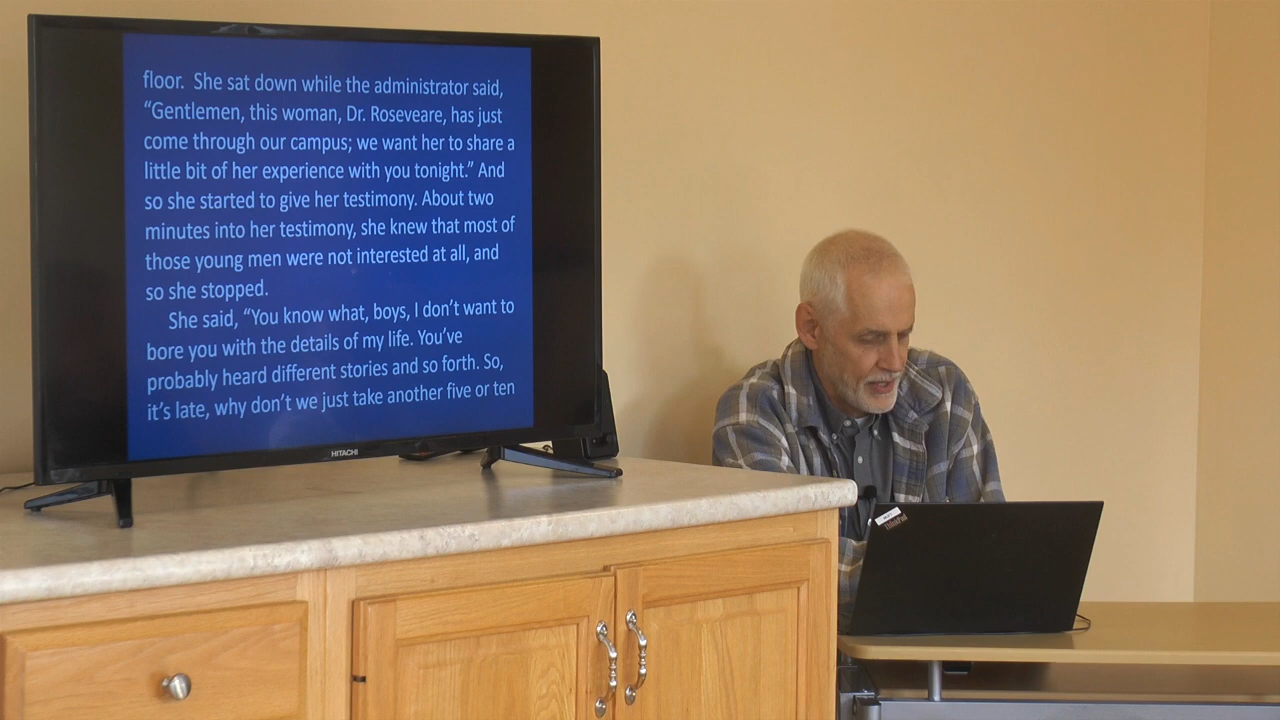 floor.  She sat down while the administrator said,
“Gentlemen, this woman, Dr. Roseveare, has just
come through our campus; we want her to share a
little bit of her experience with you tonight.” And
so she started to give her testimony. About two
minutes into her testimony, she knew that most of
those young men were not interested at all, and
so she stopped.
She said, “You know what, boys, I don’t want to
bore you with the details of my life. You’ve
probably heard different stories and so forth. So,
it’s late, why don’t we just take another five or ten
HITACHI
ThinkPad